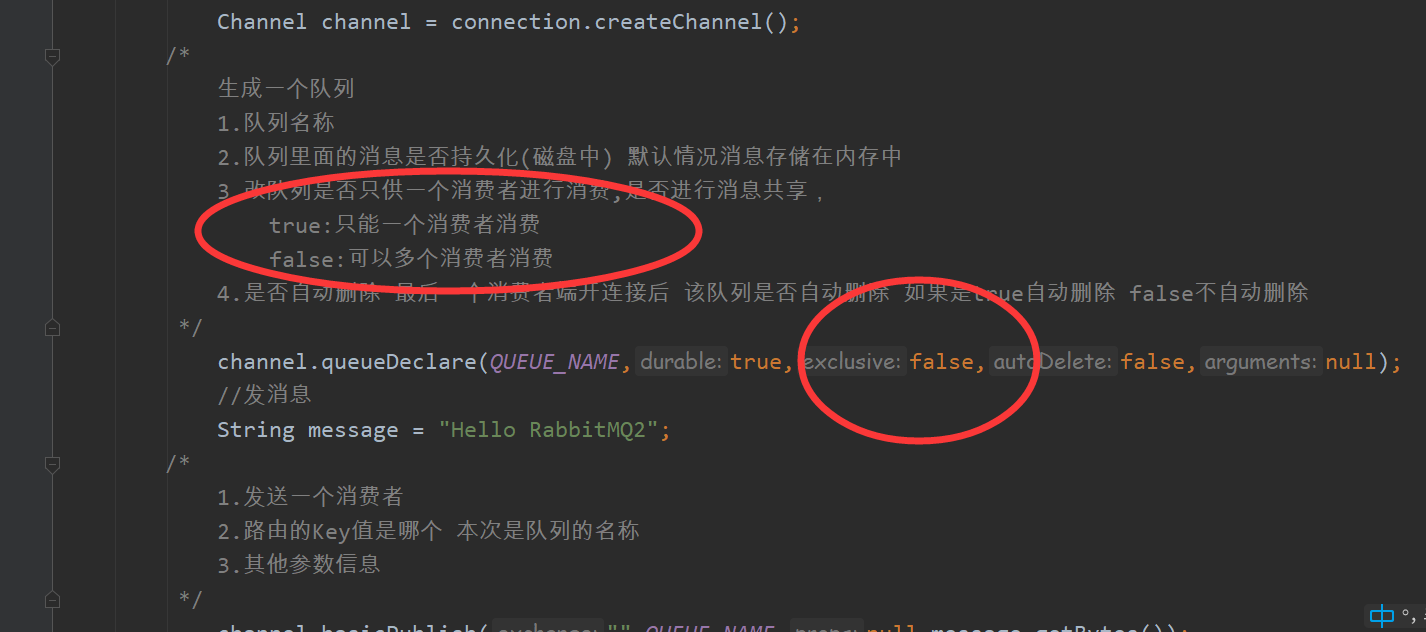 Channel channel = connection.createChannel();
/*
生成一个队列
1.队列名称
2.队列里面的消息是否持久化(磁盘中) 默认情况消息存储在内存中
3.改队列是否只供一个消费者进行消费,是否进行消息共享，
true:只能一个消费者消费
false:可以多个消费者消费
4.是否自动删除 最后一个消费者端开连接后 该队列是否自动删除 如果是true自动删除 false不自动删除
*/
channel.queueDeclare(QUEUE_NAME, durable: true, exclusive: false, autoDelete: false, arguments: null);
//发消息
String message = "Hello RabbitMQ2";
/*
1.发送一个消费者
2.路由的Key值是哪个 本次是队列的名称
3.其他参数信息
*/
channel.basicPublish( exchange: "",QUEUE_NAME, props: null,message.getBytes());
中 °,